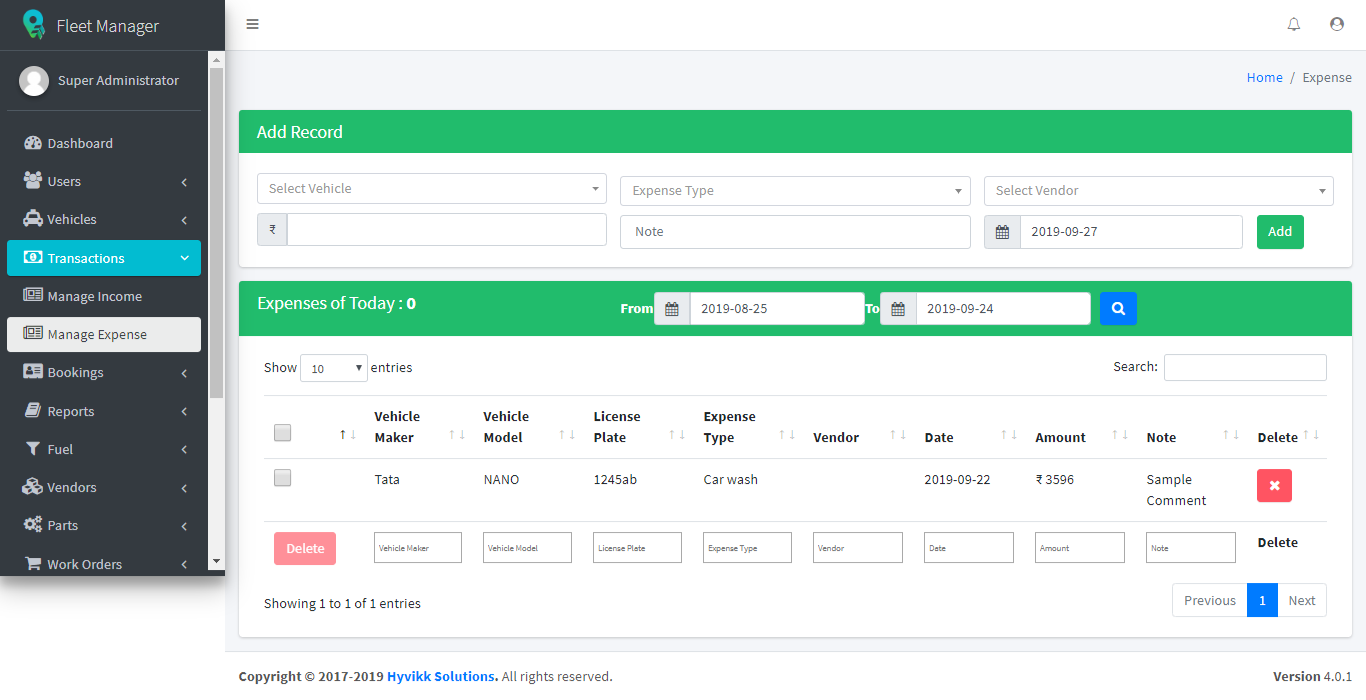 Fleet Manager
Super Administrator
Home / Expense
Dashboard
Users
Vehicles
Transactions
Manage Income
Manage Expense
Bookings
Reports
Fuel
Vendors
Parts
Work Orders
Add Record
Select Vehicle
Expense Type
Select Vendor
₹
Note
2019-09-27
Add
Expenses of Today : 0
From 2019-08-25 To 2019-09-24
Show 10 entries
Search:
Vehicle Maker
Vehicle Model
License Plate
Expense Type
Vendor
Date
Amount
Note
Delete
Tata NANO 1245ab Car wash 2019-09-22 ₹ 3596 Sample
Comment
Delete Vehicle Maker Vehicle Model License Plate Expense Type Vendor Date Amount Note Delete
Showing 1 to 1 of 1 entries
Previous 1 Next
Copyright © 2017-2019 Hyvikk Solutions. All rights reserved.
Version 4.0.1